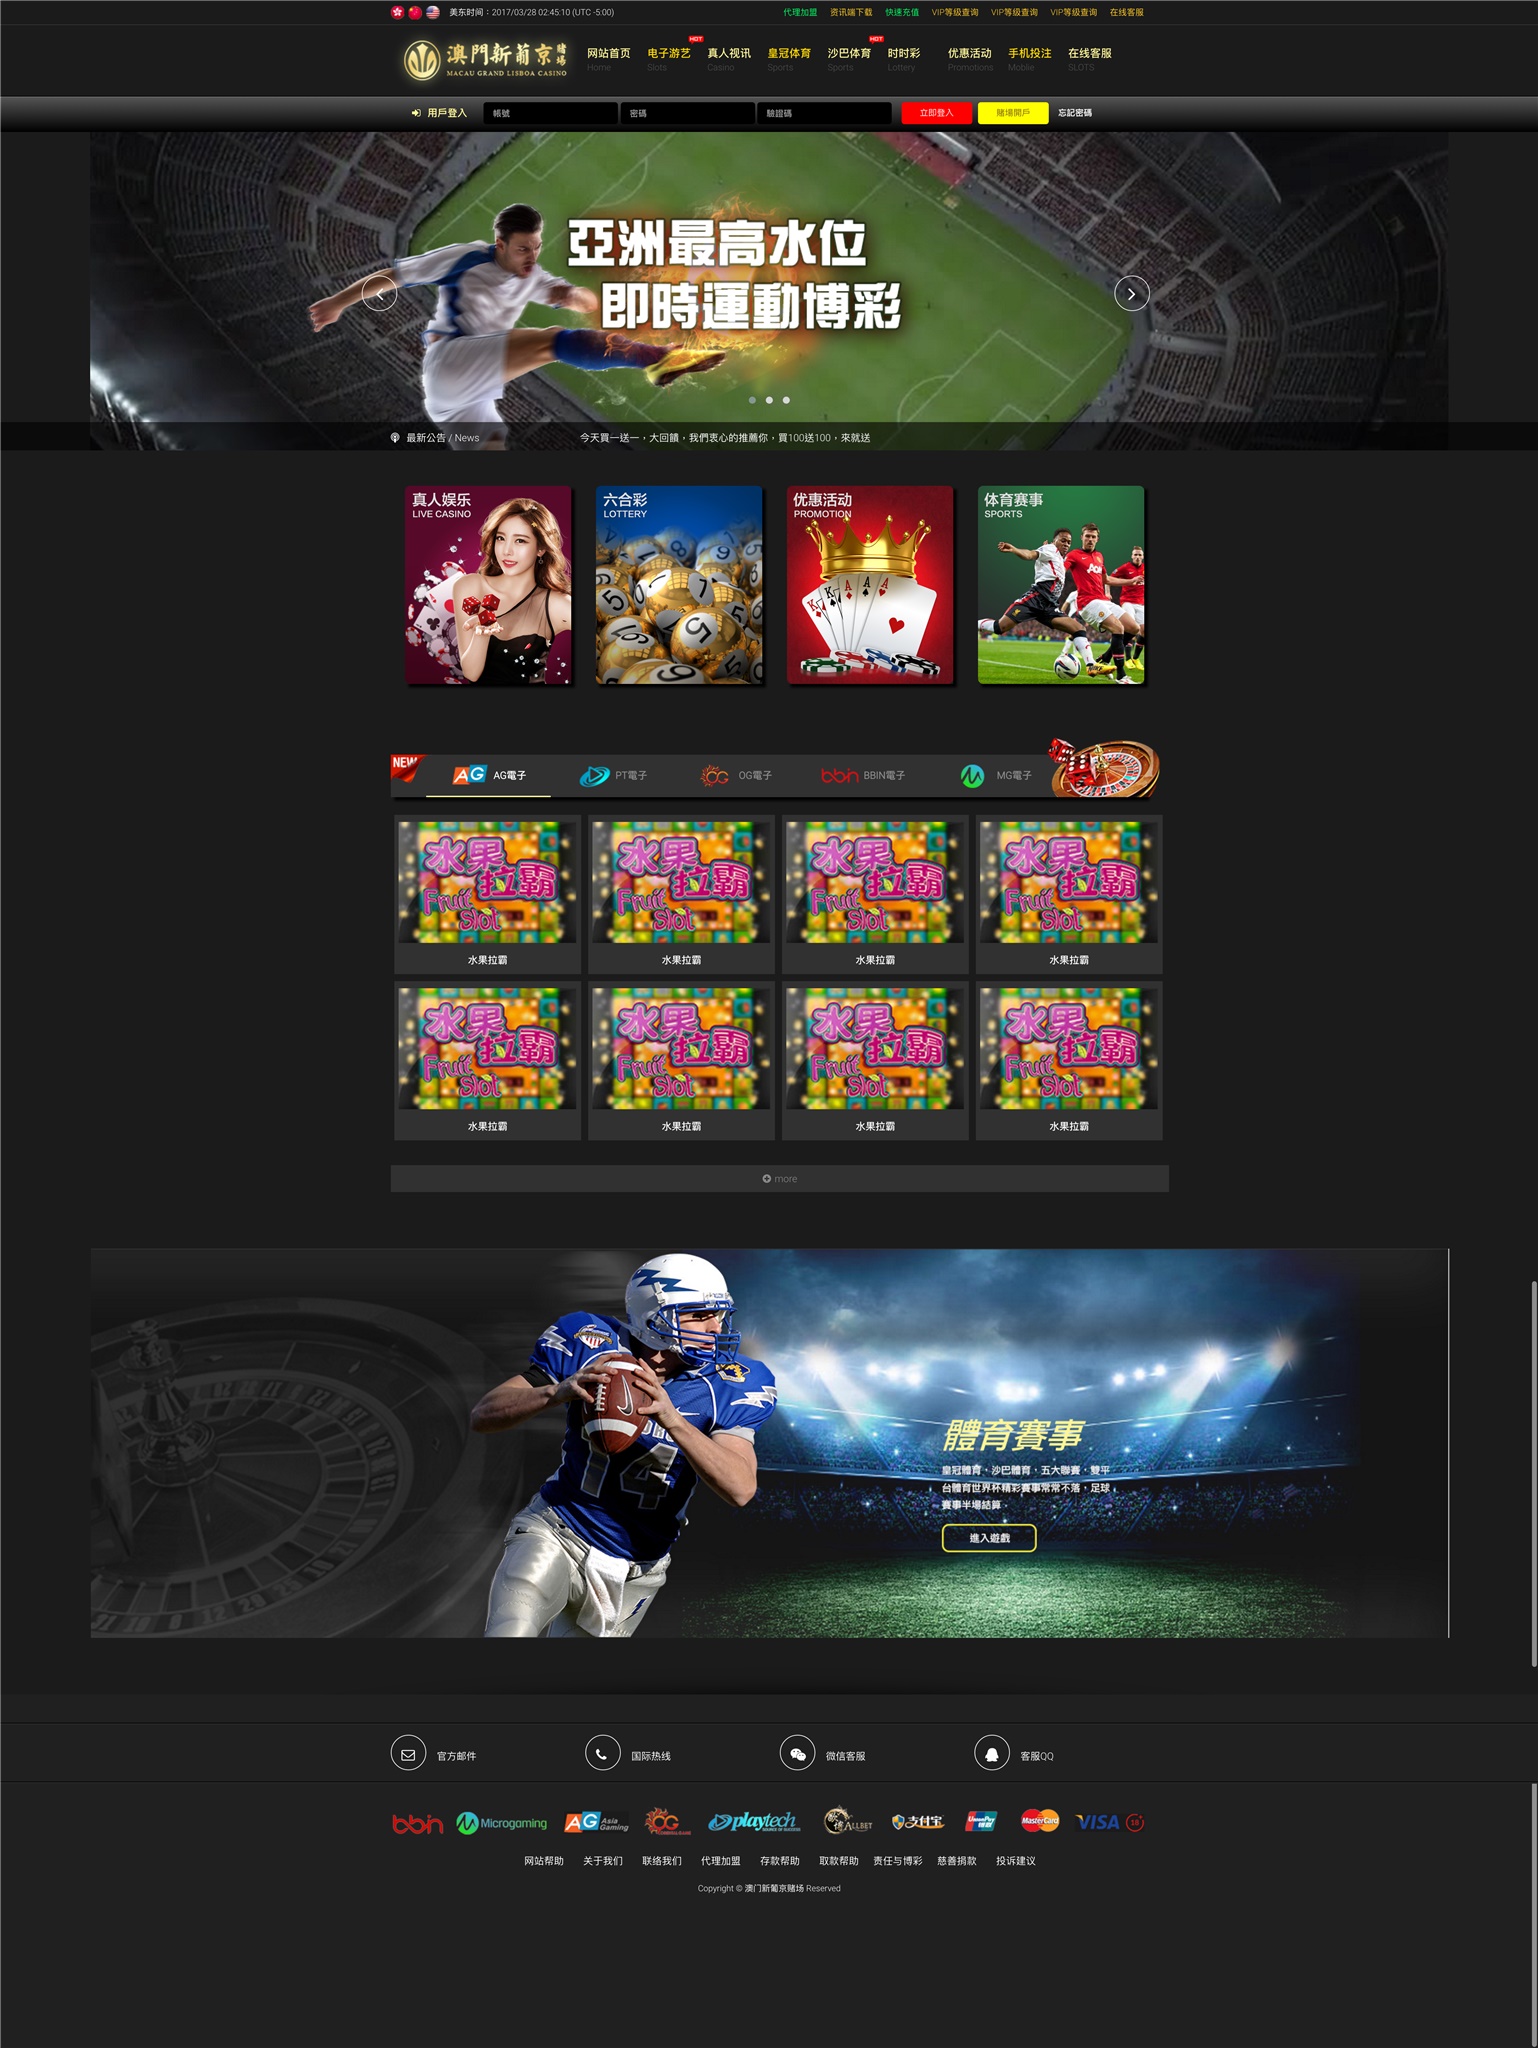 美东时间：2017/03/28 02:45:10 (UTC -5:00)
代理加盟 资讯端下载 快速充值 VIP等级查询 VIP等级查询 VIP等级查询 在线客服
澳門新葡京賭場
MACAU GRAND LISBOA CASINO
HOT HOT
网站首页 电子游艺 真人视讯 皇冠体育 沙巴体育 时时彩 优惠活动 手机投注 在线客服
Home Slots Casino Sports Sports Lottery Promotions Moblie SLOTS
用戶登入 帳號 密碼 驗證碼 立即登入 賭場開戶 忘記密碼
亞洲最高水位
即時運動博彩
最新公告 / News 今天買一送一，大回饋，我們衷心的推薦你，買100送100，來就送
真人娱乐 六合彩 优惠活动 体育赛事
LIVE CASINO LOTTERY PROMOTION SPORTS
NEW AG AG電子 PT電子 OG OG電子 bbin BBIN電子 MG電子
水果拉霸 水果拉霸 水果拉霸 水果拉霸
Fruit Slot Fruit Slot Fruit Slot Fruit Slot
水果拉霸 水果拉霸 水果拉霸 水果拉霸
水果拉霸 水果拉霸 水果拉霸 水果拉霸
Fruit Slot Fruit Slot Fruit Slot Fruit Slot
水果拉霸 水果拉霸 水果拉霸 水果拉霸
more
14
體育賽事
皇冠體育，沙巴體育，五大聯賽，雙平
台體育世界杯精彩賽事常常不落，足球
賽事半場結算
進入遊戲
官方邮件 国际热线 微信客服 客服QQ
bbin Microgaming AG Asia Gaming OG playtech SOURCE OF SUCCESS ALLBET 支付宝 UnionPay 银联 MasterCard VISA 18
网站帮助 关于我们 联络我们 代理加盟 存款帮助 取款帮助 责任与博彩 慈善捐款 投诉建议
Copyright © 澳门新葡京赌场 Reserved